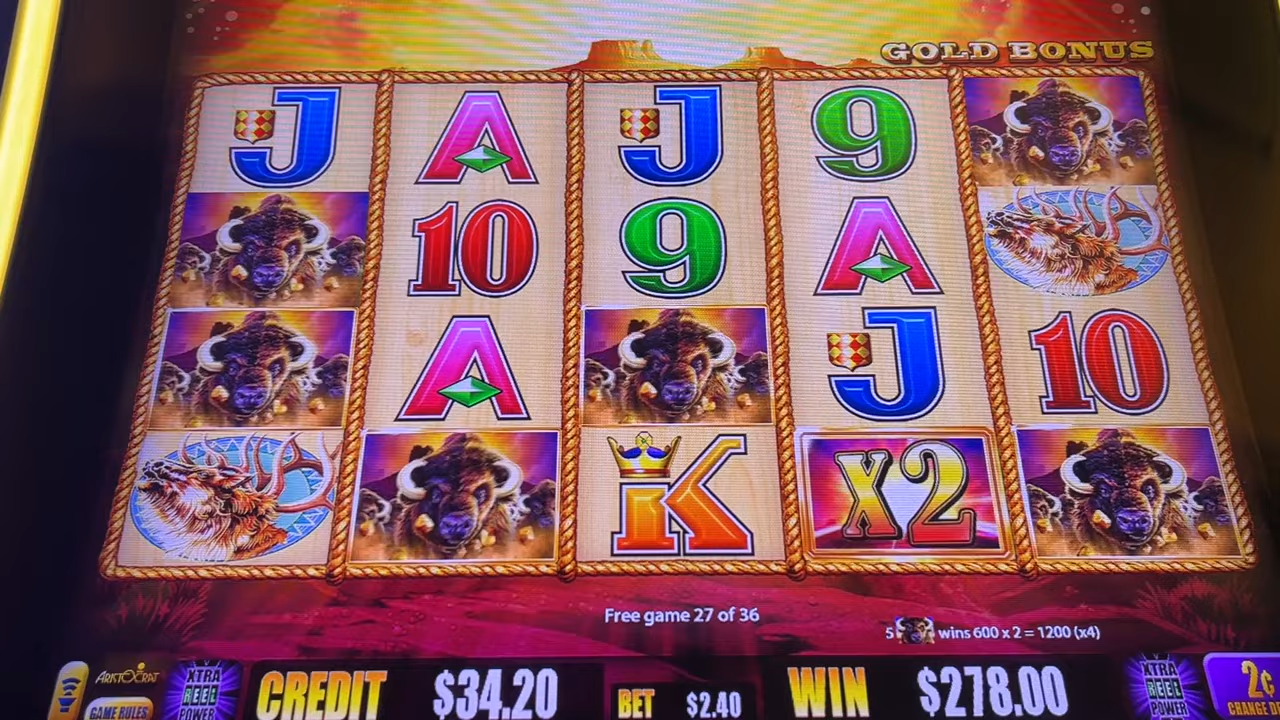 GOLD BONUS
J A J 9
10 9 A
A J 10
K X2
Free game 27 of 36
5 wins 600 x 2 = 1200 (x4)
ARISTOCRAT
GAME RULES
XTRA
REEL
POWER
CREDIT $34.20 BET $2.40 WIN $278.00
XTRA
REEL
POWER
2¢
CHANGE